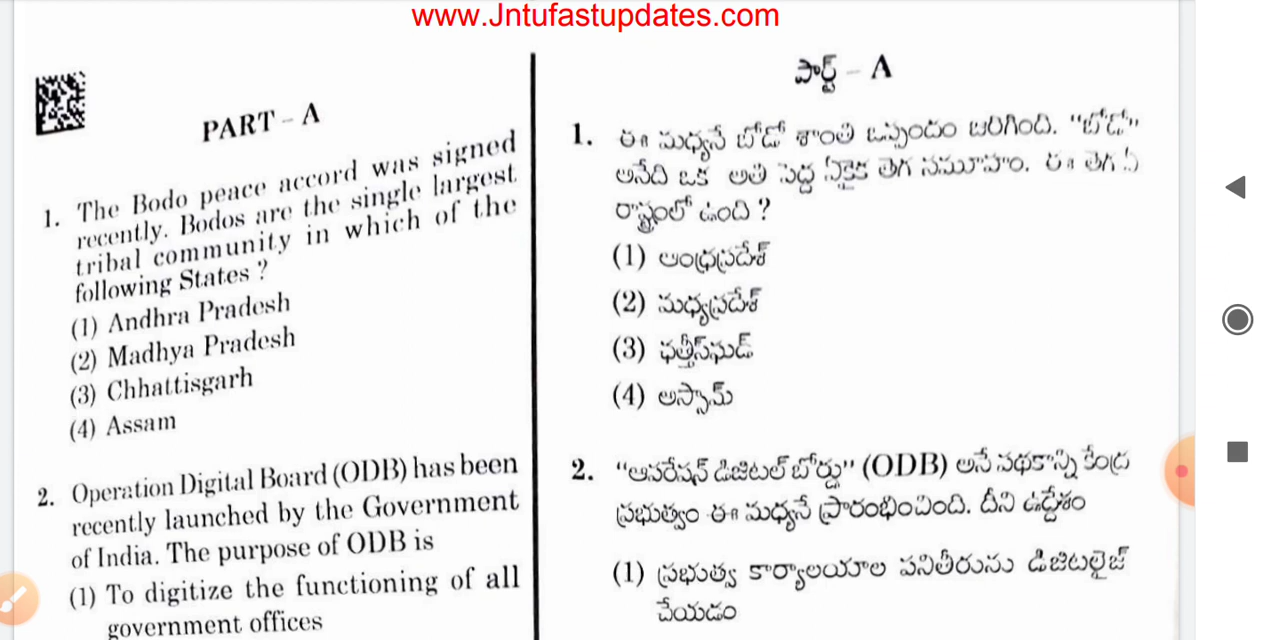 www.Jntufastupdates.com
PART – A
1. The Bodo peace accord was signed
recently. Bodos are the single largest
tribal community in which of the
following States ?
(1) Andhra Pradesh
(2) Madhya Pradesh
(3) Chhattisgarh
(4) Assam
2. Operation Digital Board (ODB) has been
recently launched by the Government
of India. The purpose of ODB is
(1) To digitize the functioning of all
government offices
పార్ట్ – A
1. ఈ మధ్యనే బోడో శాంతి ఒప్పందం జరిగింది. “బోడో”
అనేది ఒక అతి పెద్ద ఏకైక తెగ సమూహం. ఈ తెగ ఏ
రాష్ట్రంలో ఉంది ?
(1) ఆంధ్రప్రదేశ్
(2) మధ్యప్రదేశ్
(3) ఛత్తీస్‌ఘడ్
(4) అస్సామ్
2. “ఆపరేషన్ డిజిటల్ బోర్డు” (ODB) అనే పథకాన్ని కేంద్ర
ప్రభుత్వం ఈ మధ్యనే ప్రారంభించింది. దీని ఉద్దేశం
(1) ప్రభుత్వ కార్యాలయాల పనితీరును డిజిటలైజ్
చేయడం